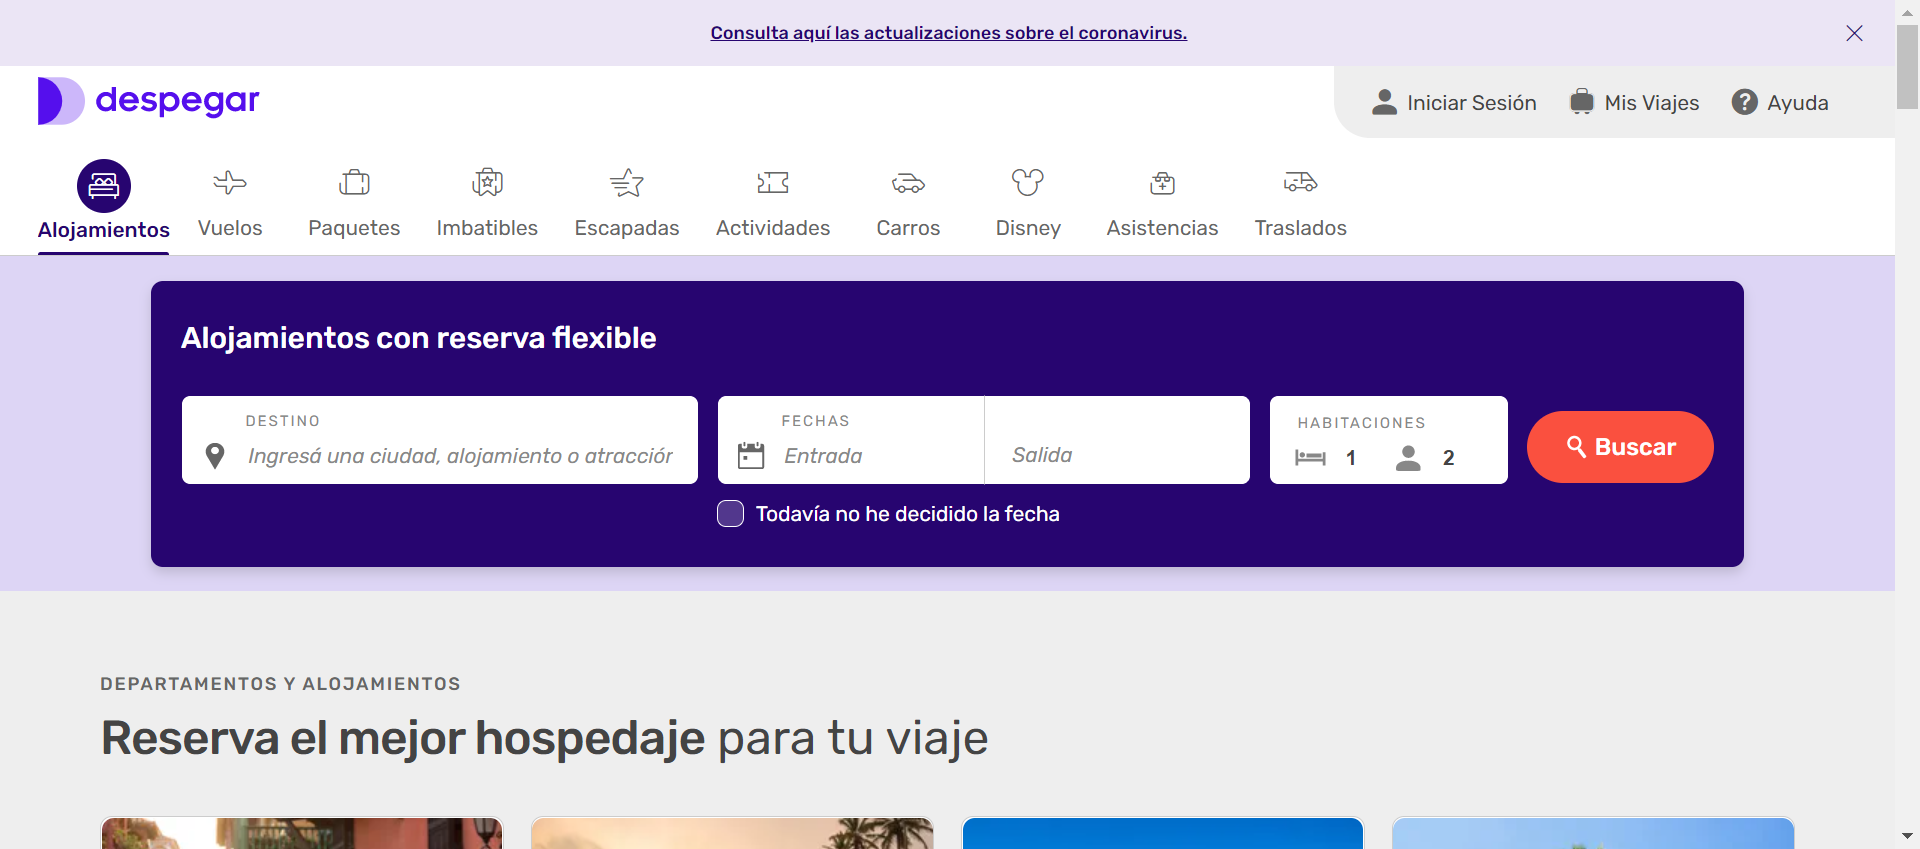 Consulta aquí las actualizaciones sobre el coronavirus.
despegar
Iniciar Sesión Mis Viajes Ayuda
Alojamientos Vuelos Paquetes Imbatibles Escapadas Actividades Carros Disney Asistencias Traslados
Alojamientos con reserva flexible
DESTINO FECHAS HABITACIONES
Ingresá una ciudad, alojamiento o atracciór Entrada Salida 1 2 Buscar
Todavía no he decidido la fecha
DEPARTAMENTOS Y ALOJAMIENTOS
Reserva el mejor hospedaje para tu viaje